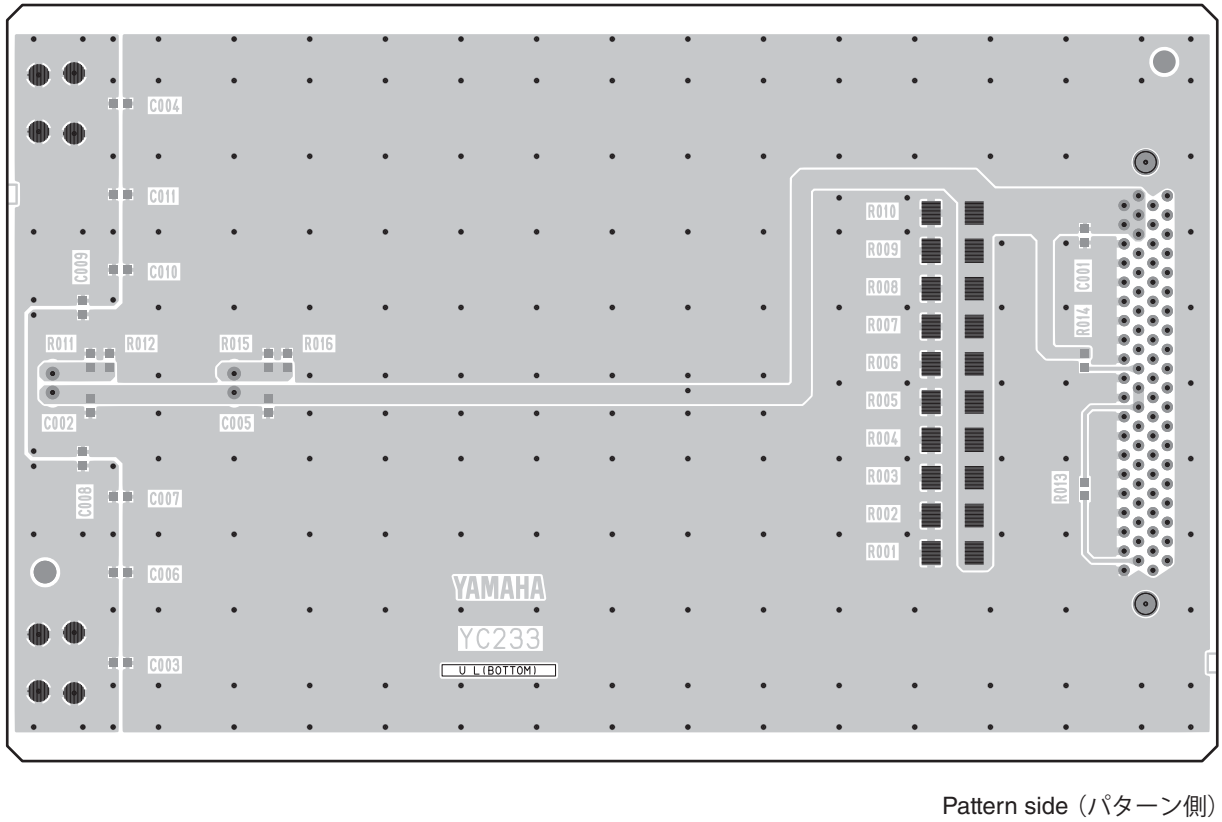 C004
C011
R010
R009
C009
C010
C001
R008
R014
R007
R011
R012
R015
R016
R006
R005
C002
C005
R004
R003
C008
C007
R013
R002
R001
C006
YAMAHA
YC233
C003
U L(BOTTOM)
Pattern side（パターン側）